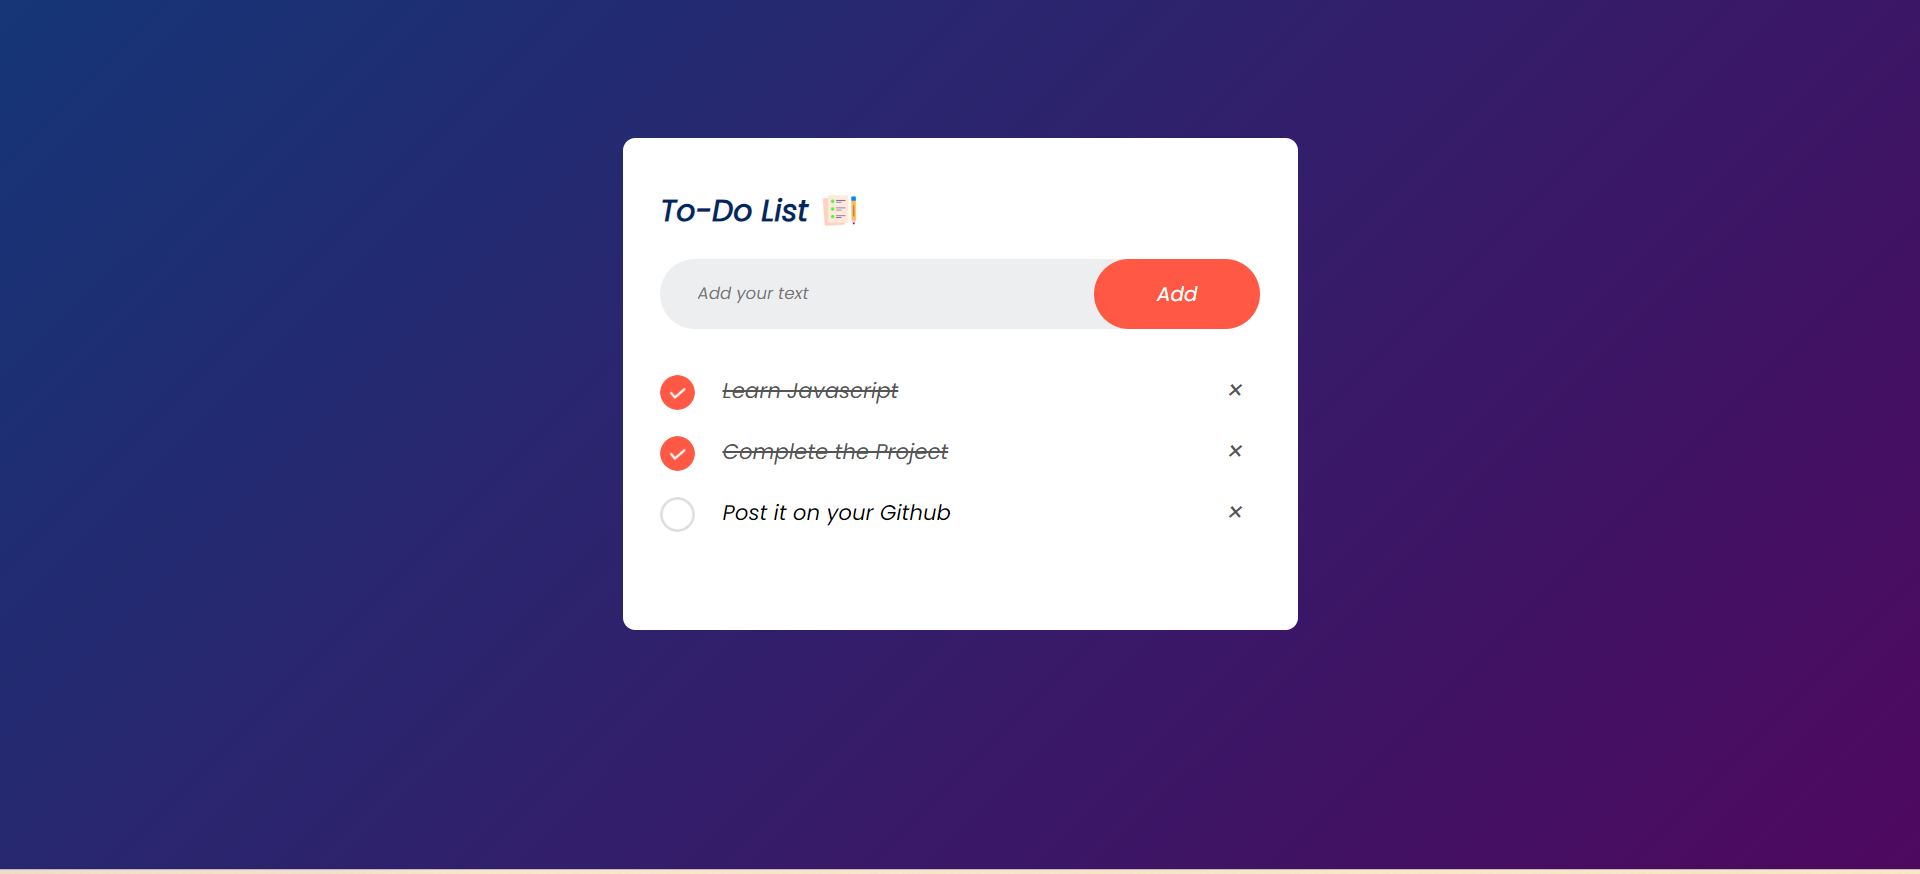 To-Do List
Add your text
Add
Learn Javascript ×
Complete the Project ×
Post it on your Github ×